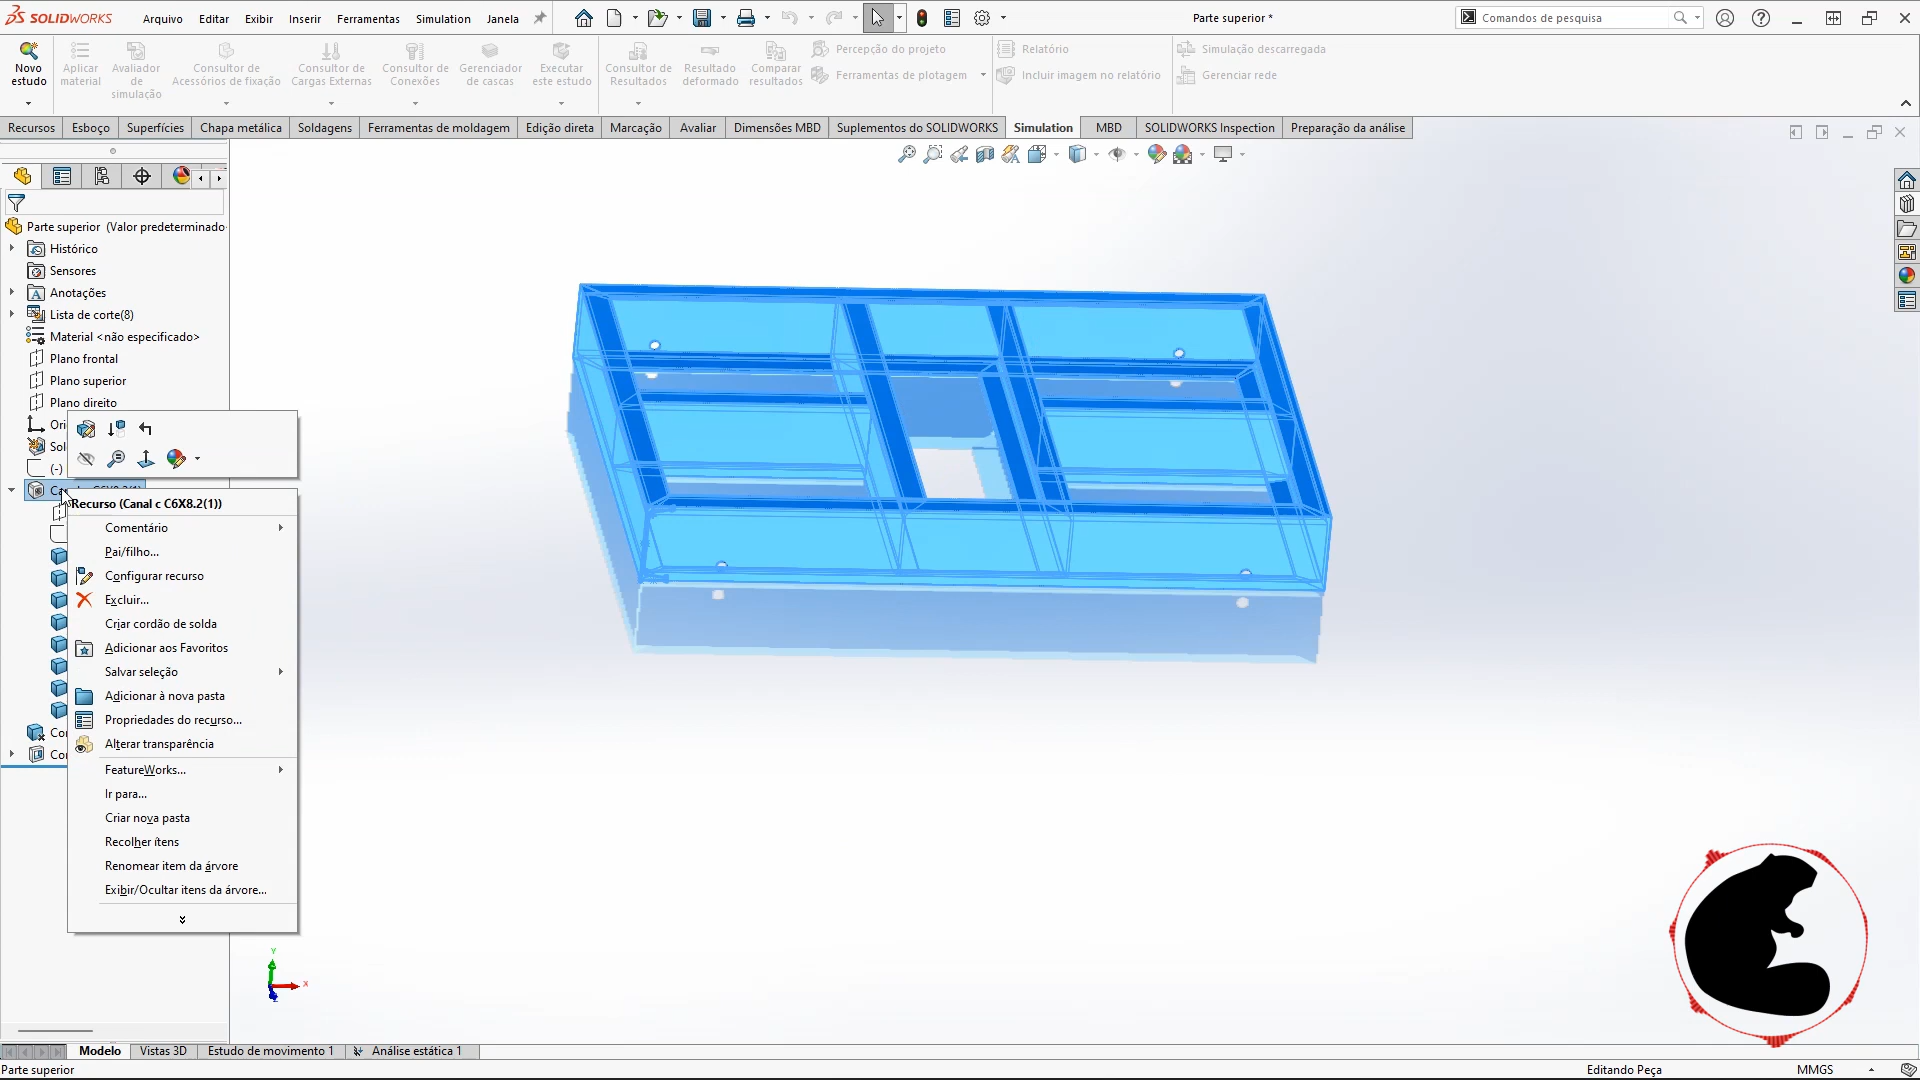 SOLIDWORKS
Arquivo Editar Exibir Inserir Ferramentas Simulation Janela
Parte superior *
Comandos de pesquisa
Novo estudo
Aplicar material
Avaliador de simulação
Consultor de Acessórios de fixação
Consultor de Cargas Externas
Consultor de Conexões
Gerenciador de cascas
Executar este estudo
Consultor de Resultados
Resultado deformado
Comparar resultados
Percepção do projeto
Ferramentas de plotagem
Relatório
Incluir imagem no relatório
Simulação descarregada
Gerenciar rede
Recursos Esboço Superfícies Chapa metálica Soldagens Ferramentas de moldagem Edição direta Marcação Avaliar Dimensões MBD Suplementos do SOLIDWORKS Simulation MBD SOLIDWORKS Inspection Preparação da análise
Parte superior (Valor predeterminado
Histórico
Sensores
Anotações
Lista de corte(8)
Material <não especificado>
Plano frontal
Plano superior
Plano direito
Ori
Sol
(-)
Recurso (Canal c C6X8.2(1))
Comentário
Pai/filho...
Configurar recurso
Excluir...
Criar cordão de solda
Adicionar aos Favoritos
Salvar seleção
Adicionar à nova pasta
Propriedades do recurso...
Cor
Alterar transparência
Cor
FeatureWorks...
Ir para...
Criar nova pasta
Recolher itens
Renomear item da árvore
Exibir/Ocultar itens da árvore...
Y
X
Z
Modelo Vistas 3D Estudo de movimento 1 Análise estática 1
Parte superior
Editando Peça
MMGS